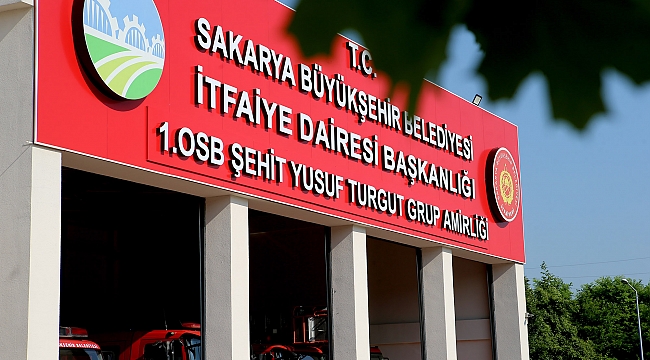 T.C.
SAKARYA BÜYÜKŞEHİR BELEDİYESİ
İTFAİYE DAİRESİ BAŞKANLIĞI
1.OSB ŞEHİT YUSUF TURGUT GRUP AMİRLİĞİ